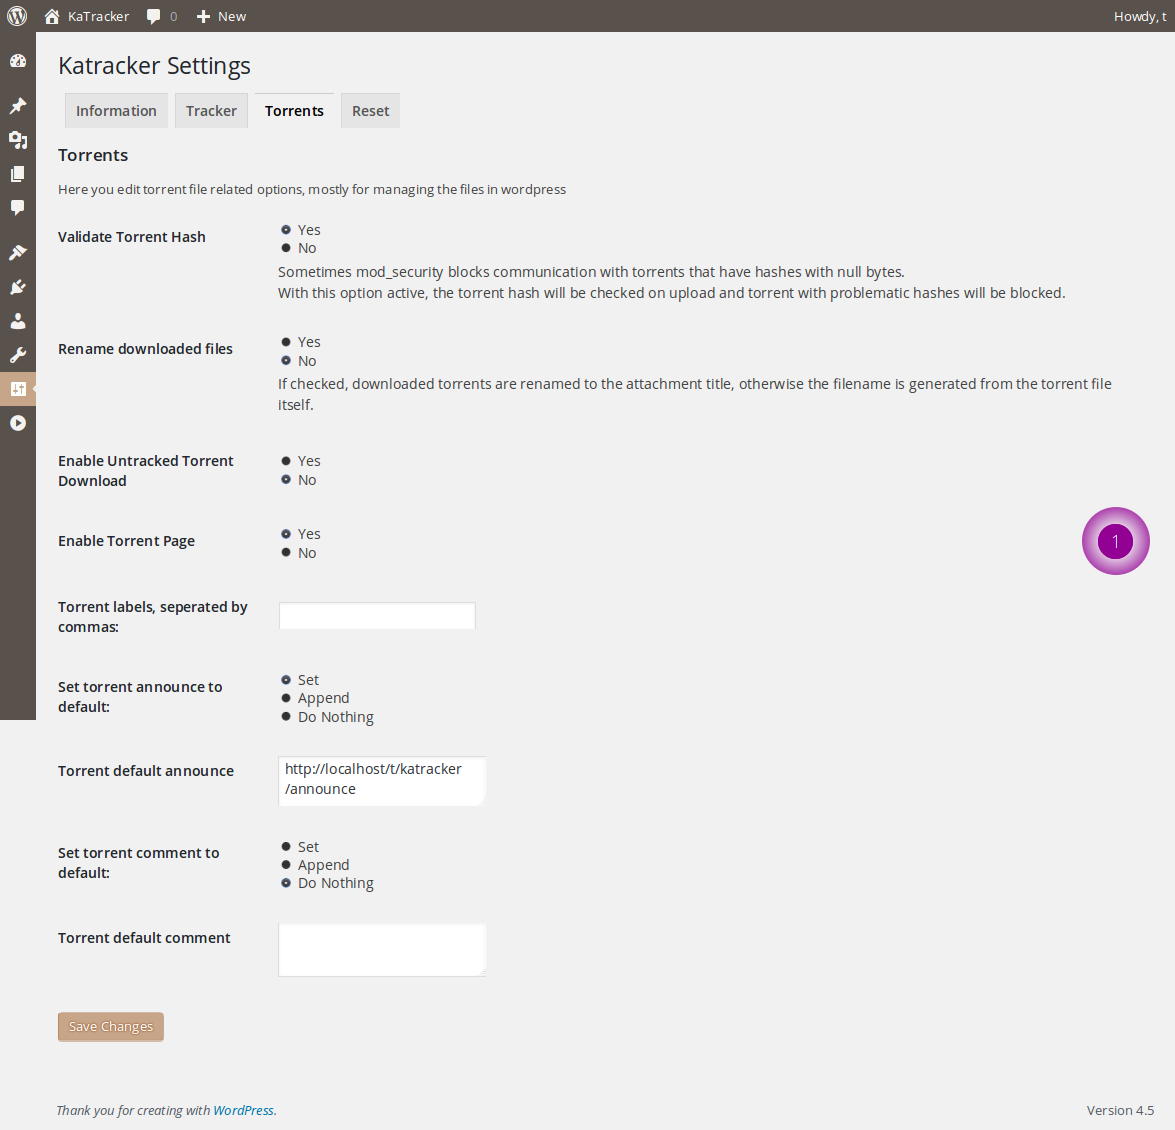 KaTracker 0 New Howdy, t
Katracker Settings
Information Tracker Torrents Reset
Torrents
Here you edit torrent file related options, mostly for managing the files in wordpress
Validate Torrent Hash
Yes
No
Sometimes mod_security blocks communication with torrents that have hashes with null bytes.
With this option active, the torrent hash will be checked on upload and torrent with problematic hashes will be blocked.
Rename downloaded files
Yes
No
If checked, downloaded torrents are renamed to the attachment title, otherwise the filename is generated from the torrent file
itself.
Enable Untracked Torrent
Download
Yes
No
Enable Torrent Page
Yes
No
1
Torrent labels, seperated by
commas:
Set torrent announce to
default:
Set
Append
Do Nothing
Torrent default announce
http://localhost/t/katracker
/announce
Set torrent comment to
default:
Set
Append
Do Nothing
Torrent default comment
Save Changes
Thank you for creating with WordPress.
Version 4.5